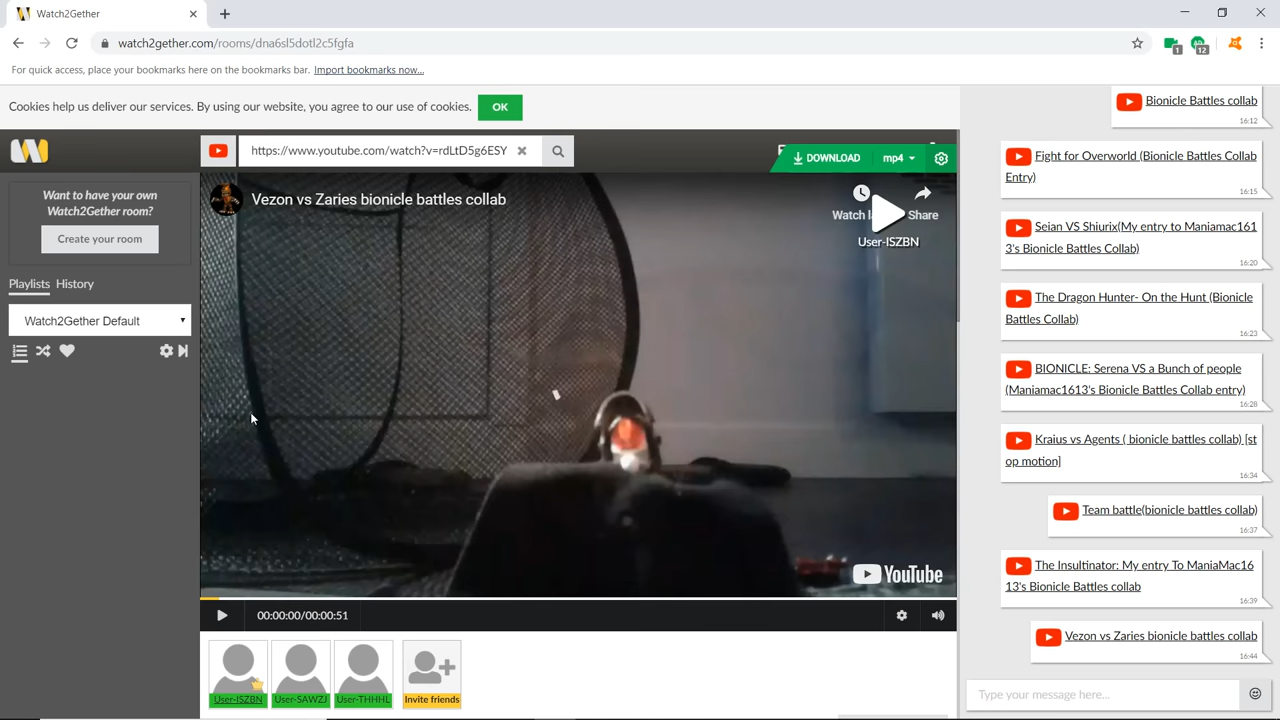 Watch2Gether
watch2gether.com/rooms/dna6sl5dotl2c5fgfa
1
12
For quick access, place your bookmarks here on the bookmarks bar. Import bookmarks now...
Cookies help us deliver our services. By using our website, you agree to our use of cookies.
OK
https://www.youtube.com/watch?v=rdLtD5g6ESY
DOWNLOAD
mp4
Want to have your own
Watch2Gether room?
Create your room
Playlists
History
Watch2Gether Default
Vezon vs Zaries bionicle battles collab
Share
User-ISZBN
YouTube
00:00:00/00:00:51
User-ISZBN
User-SAWZJ
User-THHHL
Invite friends
Bionicle Battles collab
16:12
Fight for Overworld (Bionicle Battles Collab
Entry)
16:15
Seian VS Shiurix(My entry to Maniamac161
3's Bionicle Battles Collab)
16:20
The Dragon Hunter- On the Hunt (Bionicle
Battles Collab)
16:23
BIONICLE: Serena VS a Bunch of people
(Maniamac1613's Bionicle Battles Collab entry)
16:28
Kraius vs Agents ( bionicle battles collab) [st
op motion]
16:34
Team battle(bionicle battles collab)
16:37
The Insultinator: My entry To ManiaMac16
13's Bionicle Battles collab
16:39
Vezon vs Zaries bionicle battles collab
16:44
Type your message here...